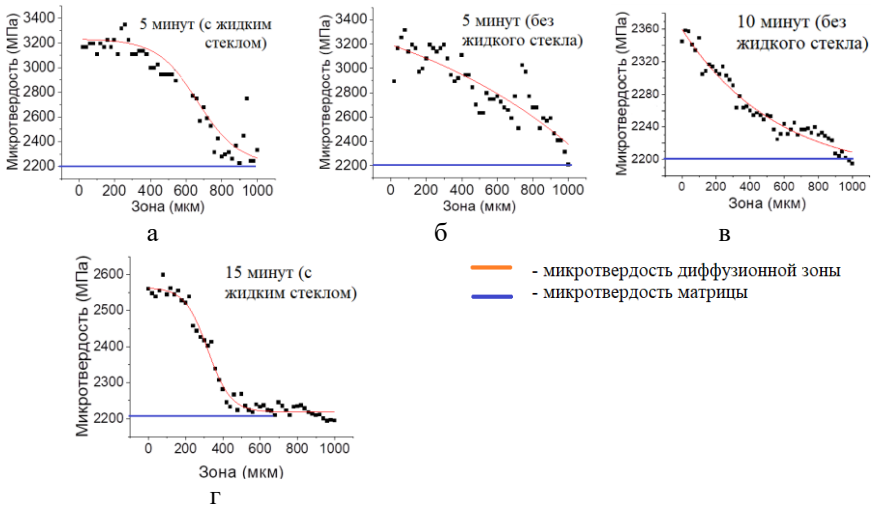 5 минут (с жидким
стеклом)
Микротвердость (МПа)
3400
3200
3000
2800
2600
2400
2200
0 200 400 600 800 1000
Зона (мкм)
а
5 минут (без
жидкого стекла)
Микротвердость (МПа)
3400
3200
3000
2800
2600
2400
2200
0 200 400 600 800 1000
Зона (мкм)
б
10 минут (без
жидкого стекла)
Микротвердость (МПа)
2360
2320
2240
2200
0 200 400 600 800 1000
Зона (мкм)
в
15 минут (с
жидким стеклом)
Микротвердость (МПа)
2600
2500
2400
2300
2200
0 200 400 600 800 1000
Зона (мкм)
г
- микротвердость диффузионной зоны
- микротвердость матрицы